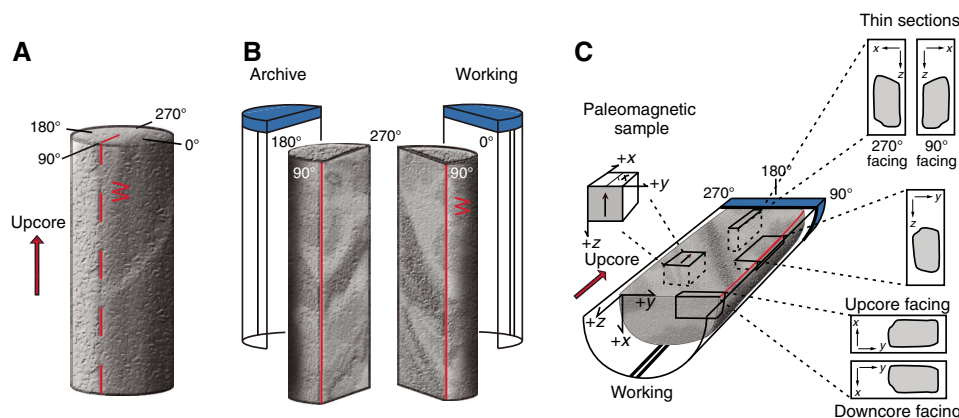 A
180°
270°
0°
90°
W
Upcore
B
Archive
Working
180°
270°
0°
90°
90°
W
C
Thin sections
x
z
x
z
270°
facing
90°
facing
Paleomagnetic
sample
+x
x
+y
+z
180°
270°
90°
Upcore
+y
+z
+x
Working
y
z
Upcore facing
x
y
y
x
Downcore facing